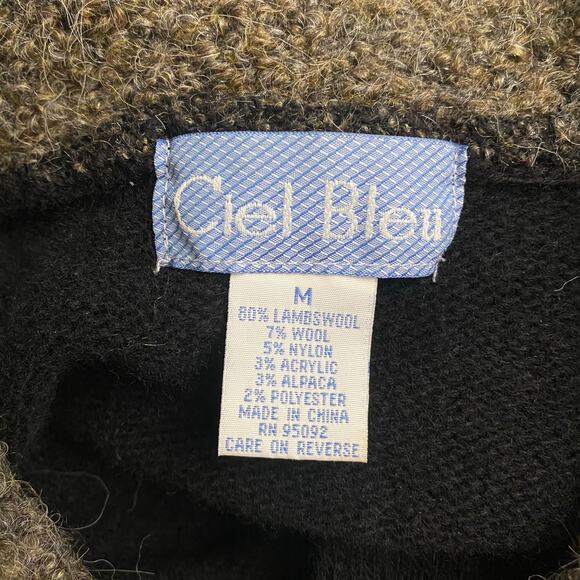 Ciel Bleu
M
80% LAMBSWOOL
7% WOOL
5% NYLON
3% ACRYLIC
3% ALPACA
2% POLYESTER
MADE IN CHINA
RN 95092
CARE ON REVERSE